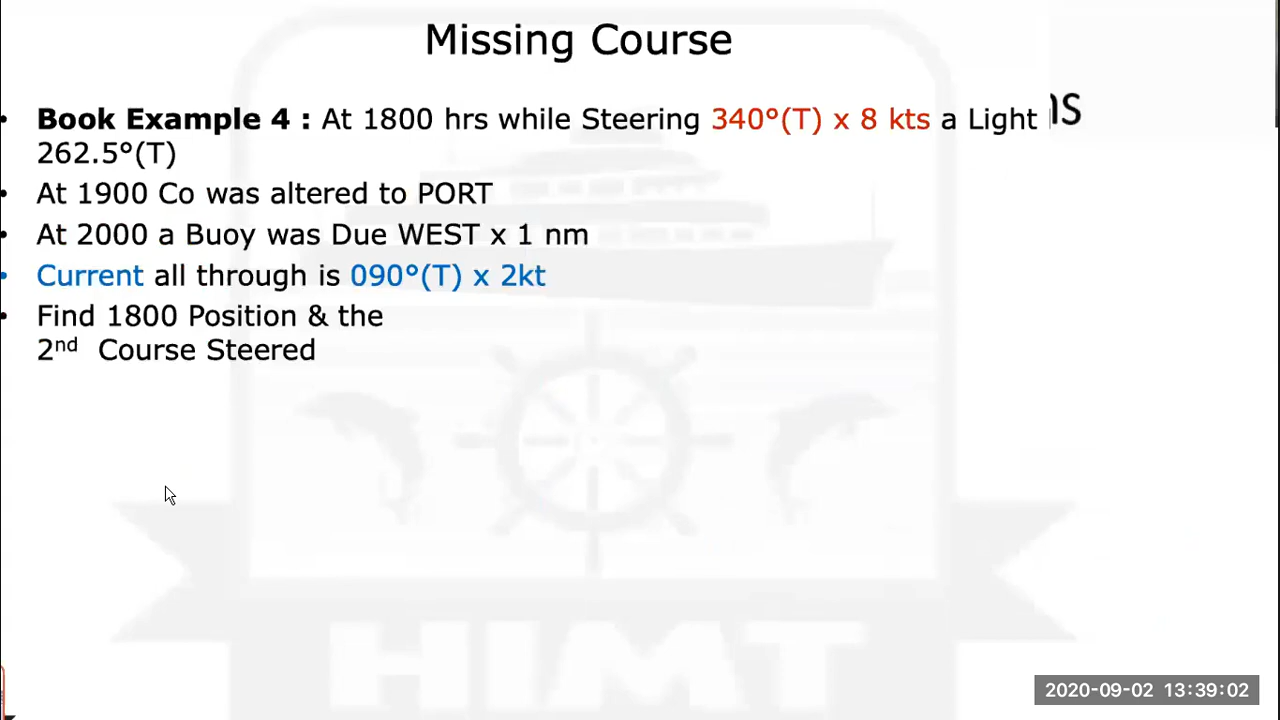 Missing Course
• Book Example 4 : At 1800 hrs while Steering 340°(T) x 8 kts a Light
262.5°(T)
• At 1900 Co was altered to PORT
• At 2000 a Buoy was Due WEST x 1 nm
• Current all through is 090°(T) x 2kt
• Find 1800 Position & the
2nd Course Steered
HIMT
2020-09-02 13:39:02